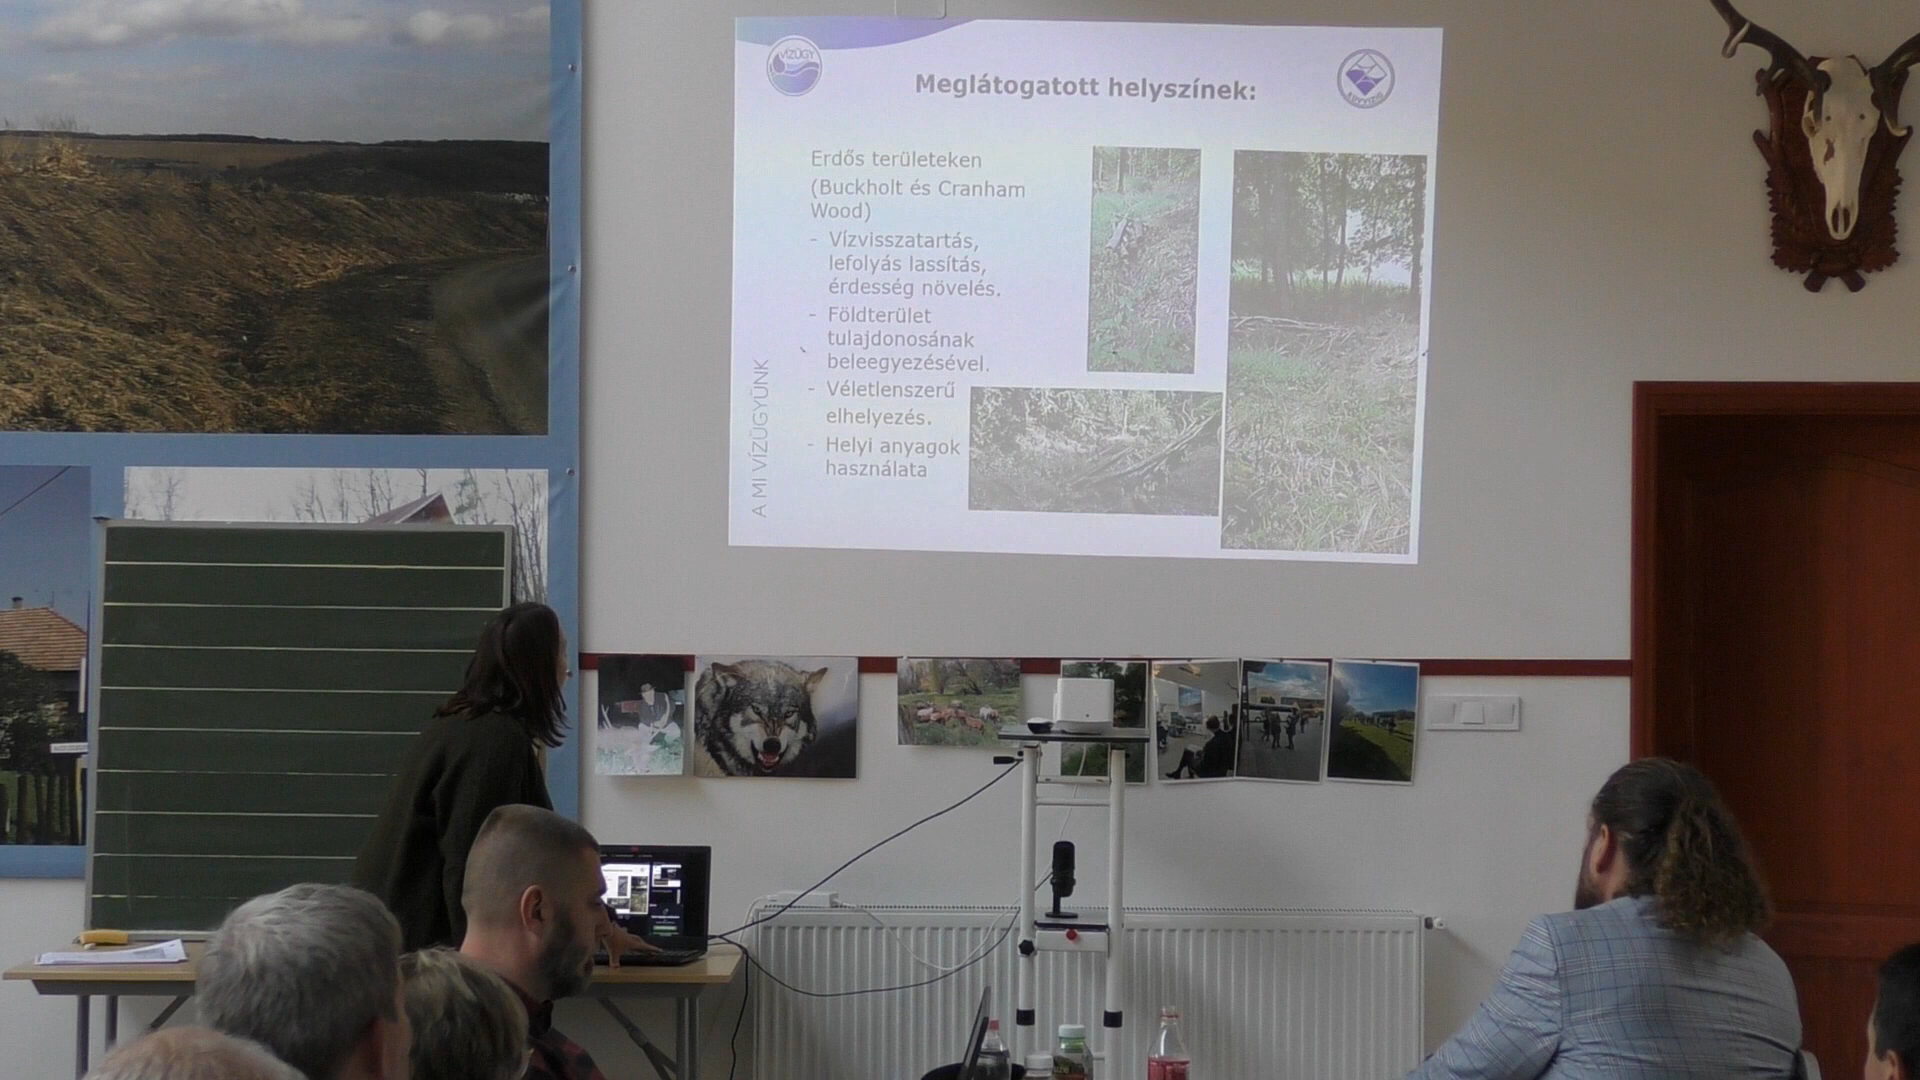 VÍZÜGY
Meglátogatott helyszínek:
Erdős területeken
(Buckholt és Cranham
Wood)
- Vízvisszatartás,
lefolyás lassítás,
érdesség növelés.
- Földterület
tulajdonosának
beleegyezésével.
- Véletlenszerű
elhelyezés.
- Helyi anyagok
használata
A MI VÍZÜGYÜNK